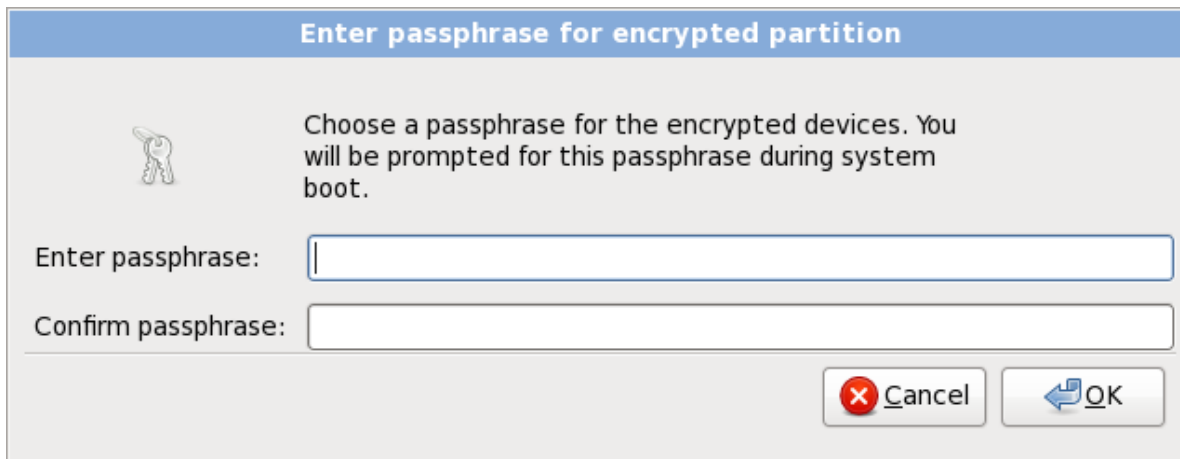 Enter passphrase for encrypted partition
Choose a passphrase for the encrypted devices. You
will be prompted for this passphrase during system
boot.
Enter passphrase:
Confirm passphrase:
Cancel OK